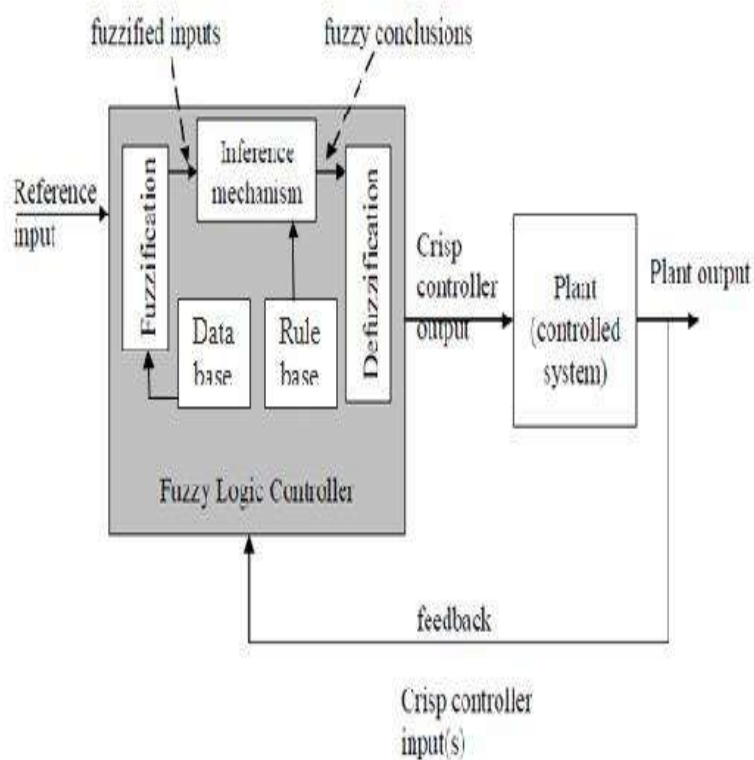 fuzzified inputs
fuzzy conclusions
Inference
mechanism
Reference
input
Fuzzification
Defuzzification
Data
base
Rule
base
Crisp
controller
output
Plant
(controlled
system)
Plant output
Fuzzy Logic Controller
feedback
Crisp controller
input(s)